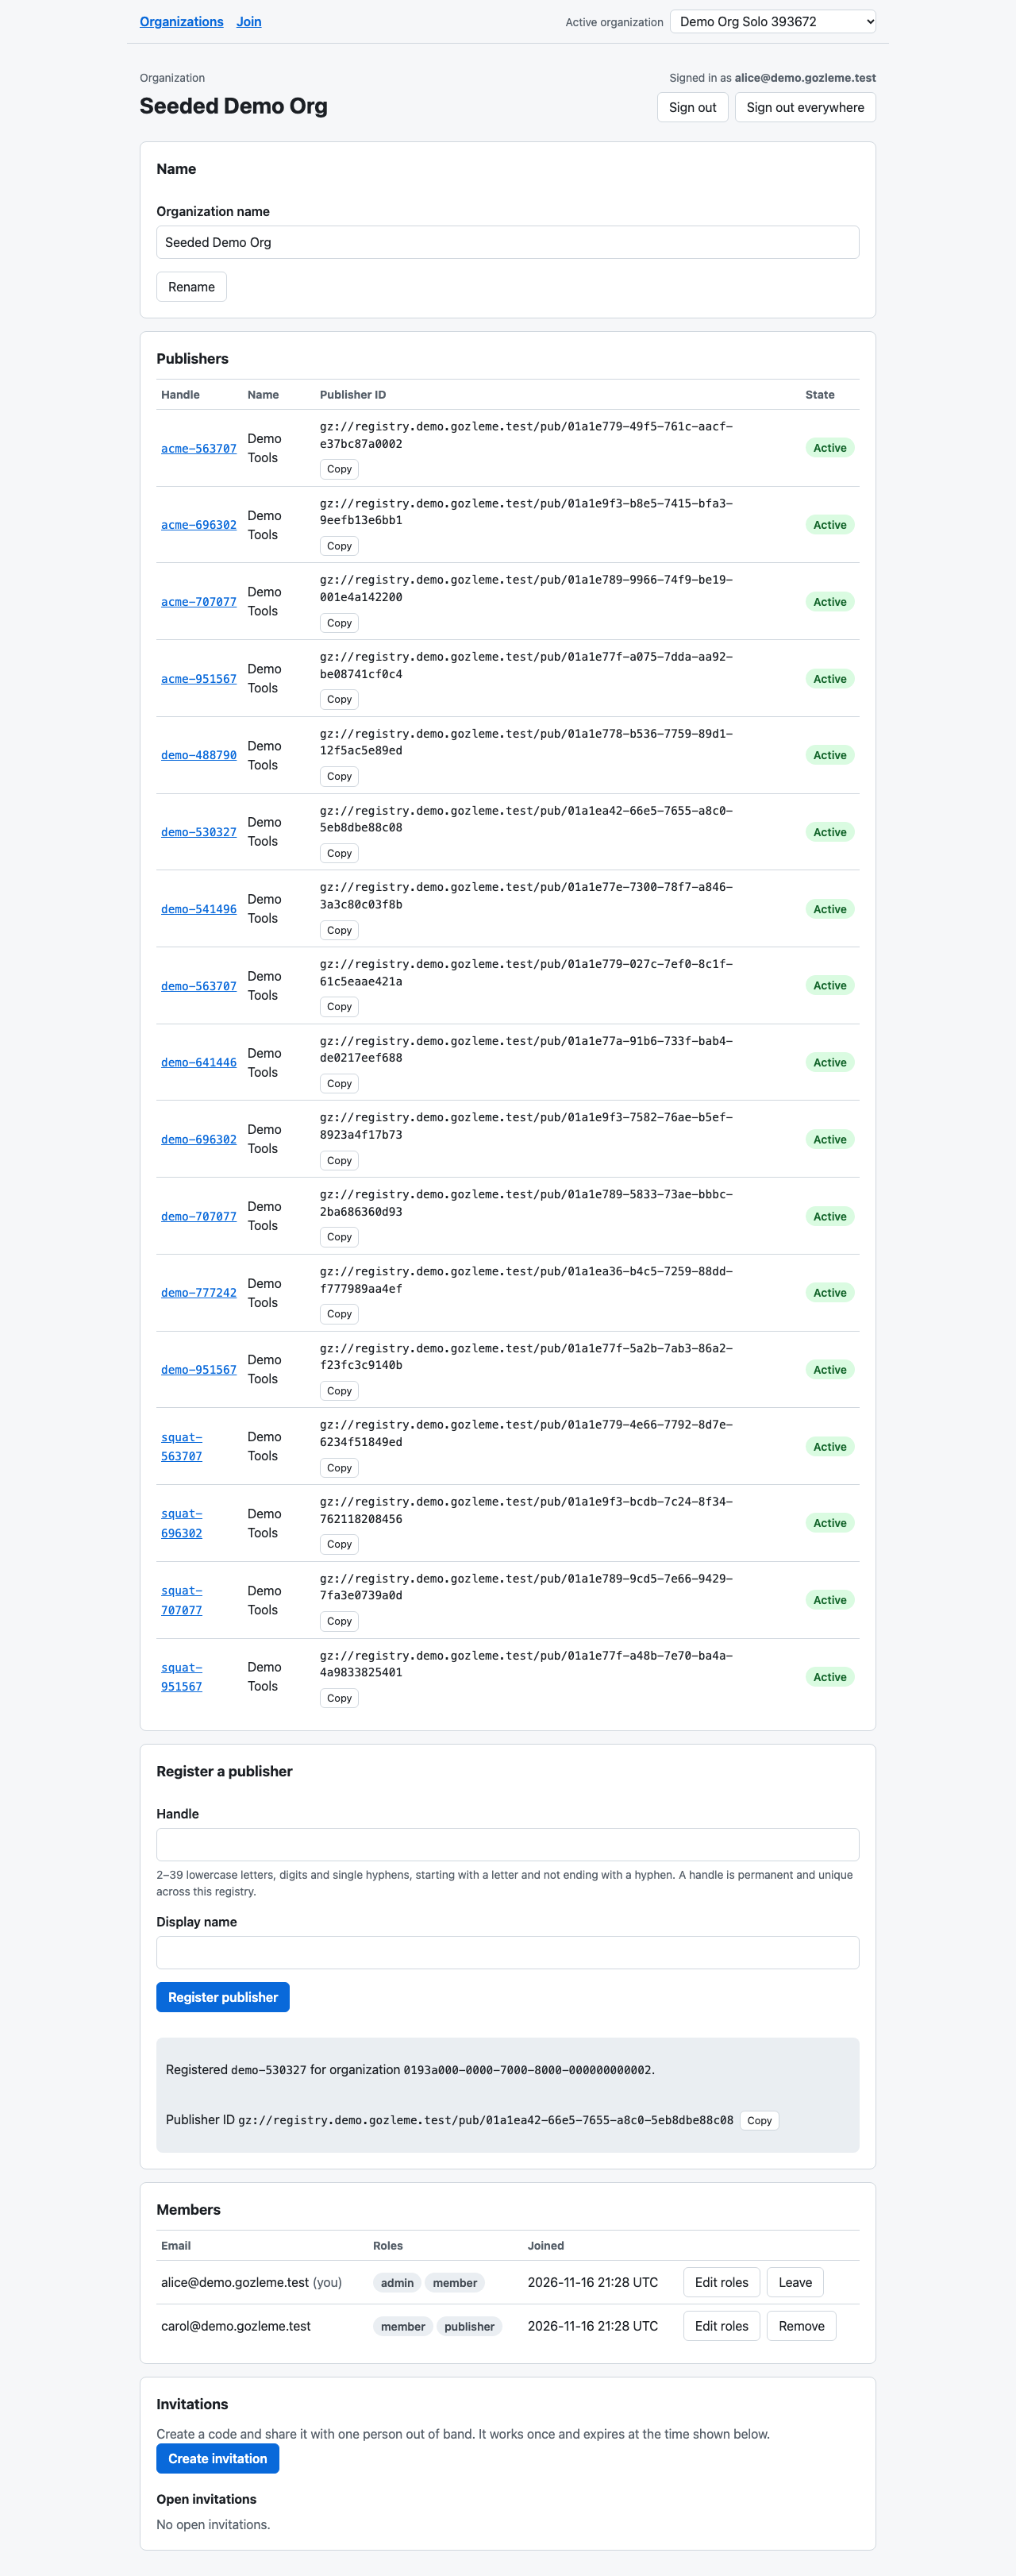 Organizations Join Active organization Demo Org Solo 393672
Organization Signed in as alice@demo.gozleme.test
Seeded Demo Org Sign out Sign out everywhere
Name
Organization name
Seeded Demo Org
Rename
Publishers
Handle Name Publisher ID State
acme-563707 Demo Tools gz://registry.demo.gozleme.test/pub/01a1e779-49f5-761c-aacf-
e37bc87a0002
Copy Active
acme-696302 Demo Tools gz://registry.demo.gozleme.test/pub/01a1e9f3-b8e5-7415-bfa3-
9eefb13e6bb1
Copy Active
acme-707077 Demo Tools gz://registry.demo.gozleme.test/pub/01a1e789-9966-74f9-be19-
001e4a142200
Copy Active
acme-951567 Demo Tools gz://registry.demo.gozleme.test/pub/01a1e77f-a075-7dda-aa92-
be08741cf0c4
Copy Active
demo-488790 Demo Tools gz://registry.demo.gozleme.test/pub/01a1e778-b536-7759-89d1-
12f5ac5e89ed
Copy Active
demo-530327 Demo Tools gz://registry.demo.gozleme.test/pub/01a1ea42-66e5-7655-a8c0-
5eb8dbe88c08
Copy Active
demo-541496 Demo Tools gz://registry.demo.gozleme.test/pub/01a1e77e-7300-78f7-a846-
3a3c80c03f8b
Copy Active
demo-563707 Demo Tools gz://registry.demo.gozleme.test/pub/01a1e779-027c-7ef0-8c1f-
61c5eaae421a
Copy Active
demo-641446 Demo Tools gz://registry.demo.gozleme.test/pub/01a1e77a-91b6-733f-bab4-
de0217eef688
Copy Active
demo-696302 Demo Tools gz://registry.demo.gozleme.test/pub/01a1e9f3-7582-76ae-b5ef-
8923a4f17b73
Copy Active
demo-707077 Demo Tools gz://registry.demo.gozleme.test/pub/01a1e789-5833-73ae-bbbc-
2ba686360d93
Copy Active
demo-777242 Demo Tools gz://registry.demo.gozleme.test/pub/01a1ea36-b4c5-7259-88dd-
f777989aa4ef
Copy Active
demo-951567 Demo Tools gz://registry.demo.gozleme.test/pub/01a1e77f-5a2b-7ab3-86a2-
f23fc3c9140b
Copy Active
squat-563707 Demo Tools gz://registry.demo.gozleme.test/pub/01a1e779-4e66-7792-8d7e-
6234f51849ed
Copy Active
squat-696302 Demo Tools gz://registry.demo.gozleme.test/pub/01a1e9f3-bcdb-7c24-8f34-
762118208456
Copy Active
squat-707077 Demo Tools gz://registry.demo.gozleme.test/pub/01a1e789-9cd5-7e66-9429-
7fa3e0739a0d
Copy Active
squat-951567 Demo Tools gz://registry.demo.gozleme.test/pub/01a1e77f-a48b-7e70-ba4a-
4a9833825401
Copy Active
Register a publisher
Handle
2–39 lowercase letters, digits and single hyphens, starting with a letter and not ending with a hyphen. A handle is permanent and unique
across this registry.
Display name
Register publisher
Registered demo-530327 for organization 0193a000-0000-7000-8000-000000000002.
Publisher ID gz://registry.demo.gozleme.test/pub/01a1ea42-66e5-7655-a8c0-5eb8dbe88c08 Copy
Members
Email Roles Joined
alice@demo.gozleme.test (you) admin member 2026-11-16 21:28 UTC Edit roles Leave
carol@demo.gozleme.test member publisher 2026-11-16 21:28 UTC Edit roles Remove
Invitations
Create a code and share it with one person out of band. It works once and expires at the time shown below.
Create invitation
Open invitations
No open invitations.